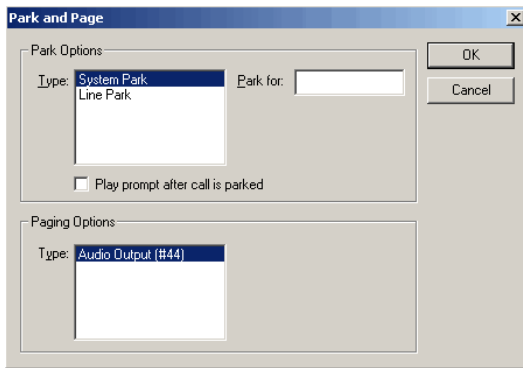 Park and Page
Park Options
Type:
System Park
Line Park
Park for:
Play prompt after call is parked
OK
Cancel
Paging Options
Type:
Audio Output (#44)